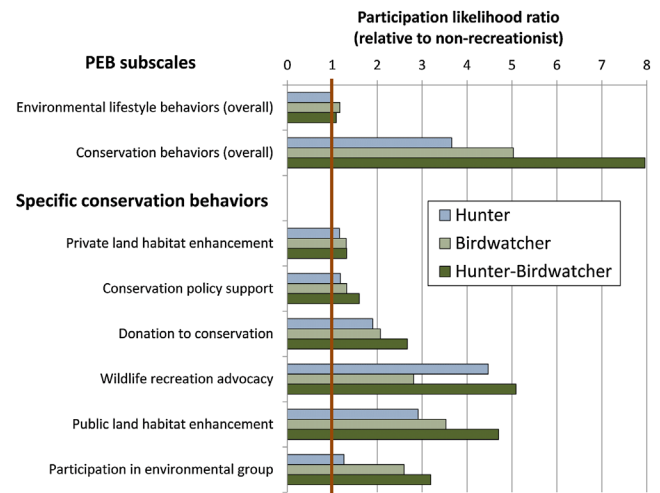 Participation likelihood ratio
(relative to non-recreationist)
PEB subscales
0 1 2 3 4 5 6 7 8
Environmental lifestyle behaviors (overall)
Conservation behaviors (overall)
Specific conservation behaviors
Private land habitat enhancement
Conservation policy support
Donation to conservation
Wildlife recreation advocacy
Public land habitat enhancement
Participation in environmental group
Hunter
Birdwatcher
Hunter-Birdwatcher